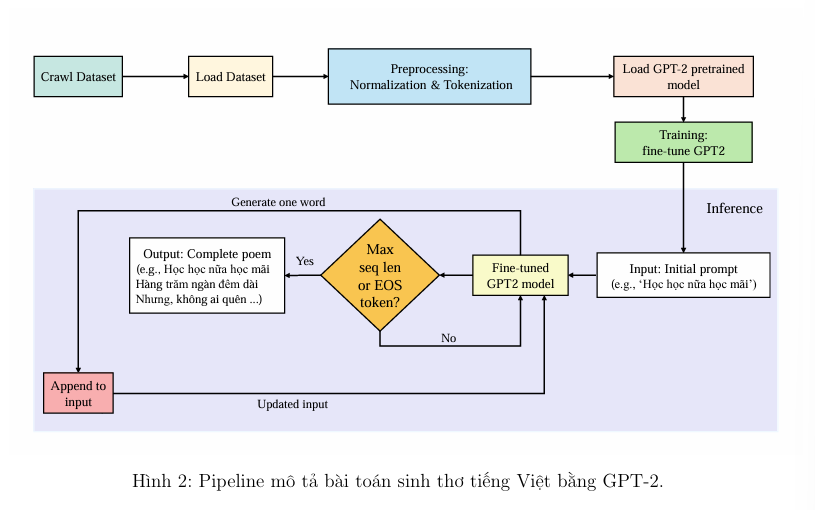 Crawl Dataset
Load Dataset
Preprocessing:
Normalization & Tokenization
Load GPT-2 pretrained
model
Training:
fine-tune GPT2
Inference
Generate one word
Output: Complete poem
(e.g., Học học nữa học mãi
Hàng trăm ngàn đêm dài
Nhưng, không ai quên ...)
Yes
Max
seq len
or EOS
token?
Fine-tuned
GPT2 model
Input: Initial prompt
(e.g., ‘Học học nữa học mãi’)
No
Append to
input
Updated input
Hình 2: Pipeline mô tả bài toán sinh thơ tiếng Việt bằng GPT-2.